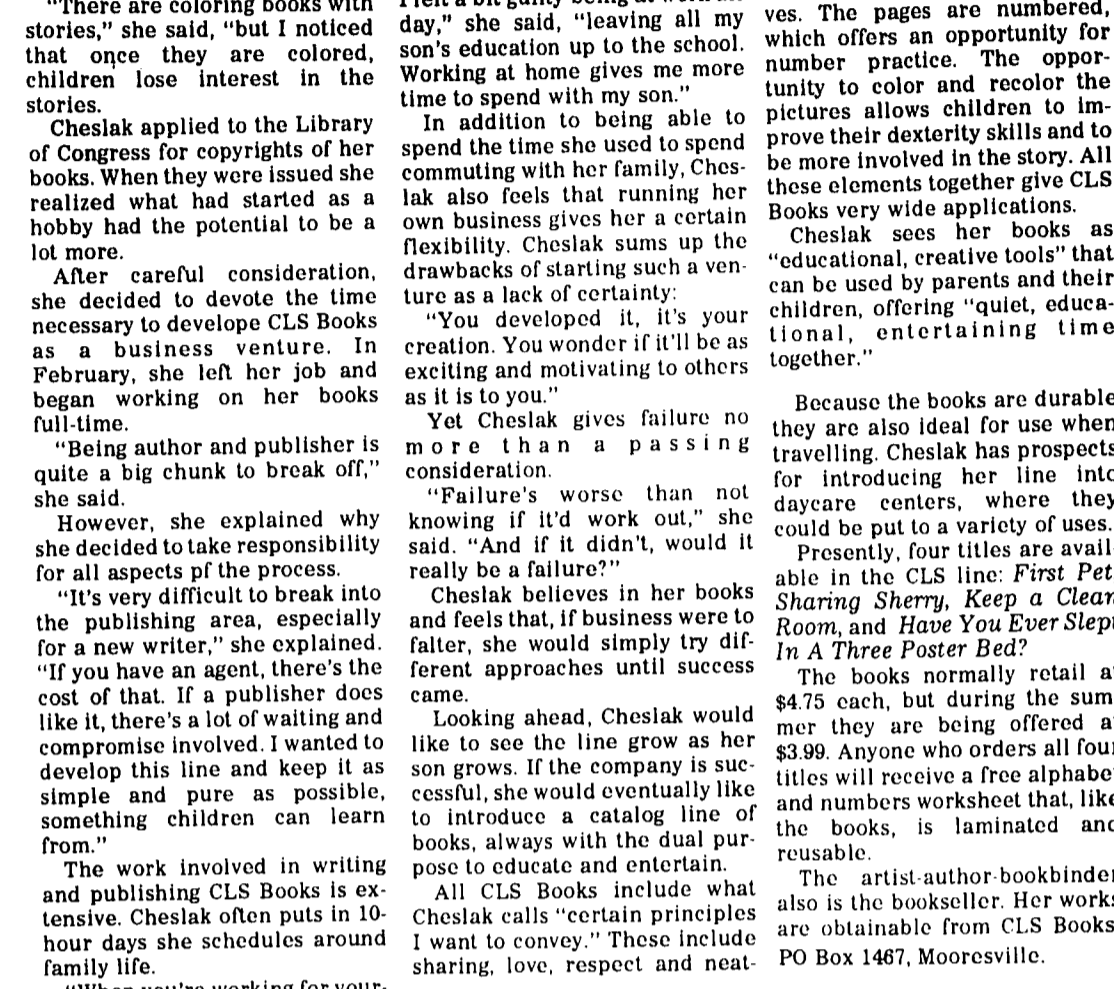 "There are coloring books with
stories," she said, "but I noticed
that once they are colored,
children lose interest in the
stories.
Cheslak applied to the Library
of Congress for copyrights of her
books. When they were issued she
realized what had started as a
hobby had the potential to be a
lot more.
After careful consideration,
she decided to devote the time
necessary to develope CLS Books
as a business venture. In
February, she left her job and
began working on her books
full-time.
"Being author and publisher is
quite a big chunk to break off,"
she said.
However, she explained why
she decided to take responsibility
for all aspects pf the process.
"It's very difficult to break into
the publishing area, especially
for a new writer," she explained.
"If you have an agent, there's the
cost of that. If a publisher does
like it, there's a lot of waiting and
compromise involved. I wanted to
develop this line and keep it as
simple and pure as possible,
something children can learn
from."
The work involved in writing
and publishing CLS Books is ex-
tensive. Cheslak often puts in 10-
hour days she schedules around
family life.
"When you're working for your-
I felt a bit guilty being at work all
day," she said, "leaving all my
son's education up to the school.
Working at home gives me more
time to spend with my son."
In addition to being able to
spend the time she used to spend
commuting with her family, Ches-
lak also feels that running her
own business gives her a certain
flexibility. Cheslak sums up the
drawbacks of starting such a ven-
ture as a lack of certainty:
"You developed it, it's your
creation. You wonder if it'll be as
exciting and motivating to others
as it is to you."
Yet Cheslak gives failure no
more than a passing
consideration.
"Failure's worse than not
knowing if it'd work out," she
said. "And if it didn't, would it
really be a failure?"
Cheslak believes in her books
and feels that, if business were to
falter, she would simply try dif-
ferent approaches until success
came.
Looking ahead, Cheslak would
like to see the line grow as her
son grows. If the company is suc-
cessful, she would eventually like
to introduce a catalog line of
books, always with the dual pur-
pose to educate and entertain.
All CLS Books include what
Cheslak calls "certain principles
I want to convey." These include
sharing, love, respect and neat-
ves. The pages are numbered,
which offers an opportunity for
number practice. The oppor-
tunity to color and recolor the
pictures allows children to im-
prove their dexterity skills and to
be more involved in the story. All
these elements together give CLS
Books very wide applications.
Cheslak sees her books as
"educational, creative tools" that
can be used by parents and their
children, offering "quiet, educa-
tional, entertaining time
together."
Because the books are durable
they are also ideal for use when
travelling. Cheslak has prospects
for introducing her line into
daycare centers, where they
could be put to a variety of uses.
Presently, four titles are avail-
able in the CLS line: First Pet,
Sharing Sherry, Keep a Clean
Room, and Have You Ever Slept
In A Three Poster Bed?
The books normally retail at
$4.75 each, but during the sum-
mer they are being offered at
$3.99. Anyone who orders all four
titles will receive a free alphabet
and numbers worksheet that, like
the books, is laminated and
reusable.
The artist-author-bookbinder
also is the bookseller. Her works
are obtainable from CLS Books
PO Box 1467, Mooresville.